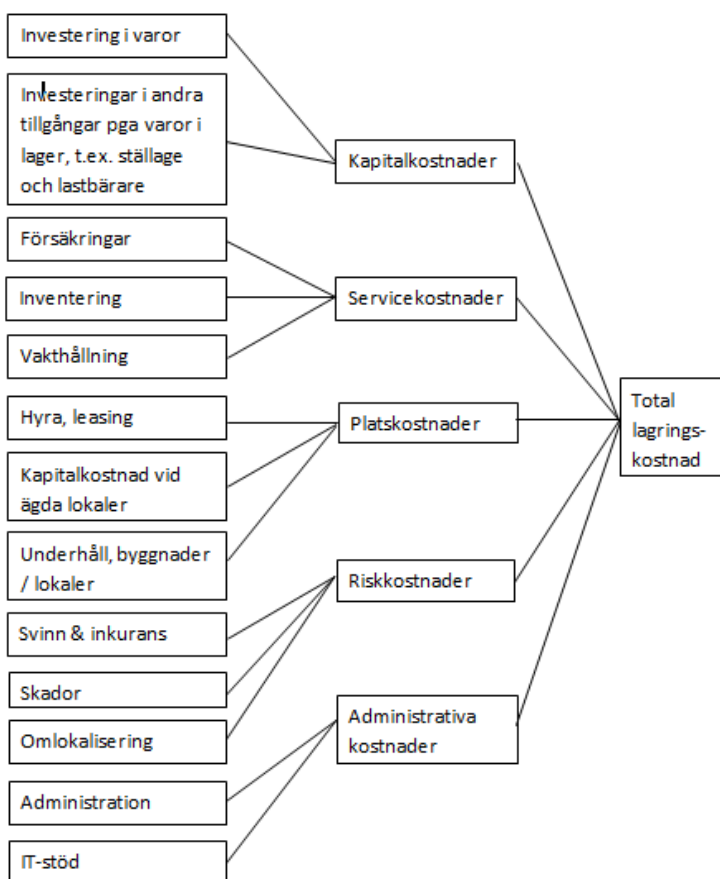 Investering i varor
Investeringar i andra
tillgångar pga varor i
lager, t.ex. ställage
och lastbärare
Försäkringar
Inventering
Vakthållning
Hyra, leasing
Kapitalkostnad vid
ägda lokaler
Underhåll, byggnader
/ lokaler
Svinn & inkurans
Skador
Omlokalisering
Administration
IT-stöd
Kapitalkostnader
Servicekostnader
Platskostnader
Riskkostnader
Administrativa
kostnader
Total
lagrings-
kostnad